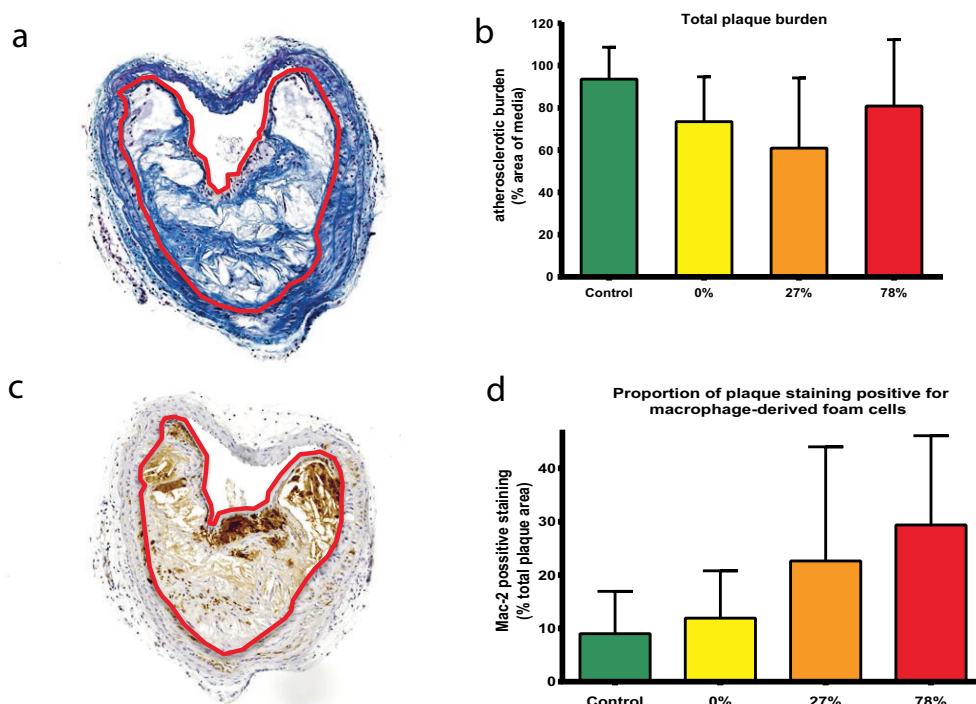 a
b
Total plaque burden
atherosclerotic burden
(% area of media)
120
100
80
60
40
20
0
Control 0% 27% 78%
c
d
Proportion of plaque staining positive for
macrophage-derived foam cells
Mac-2 possitive staining
(% total plaque area)
40
30
20
10
0
Control 0% 27% 78%